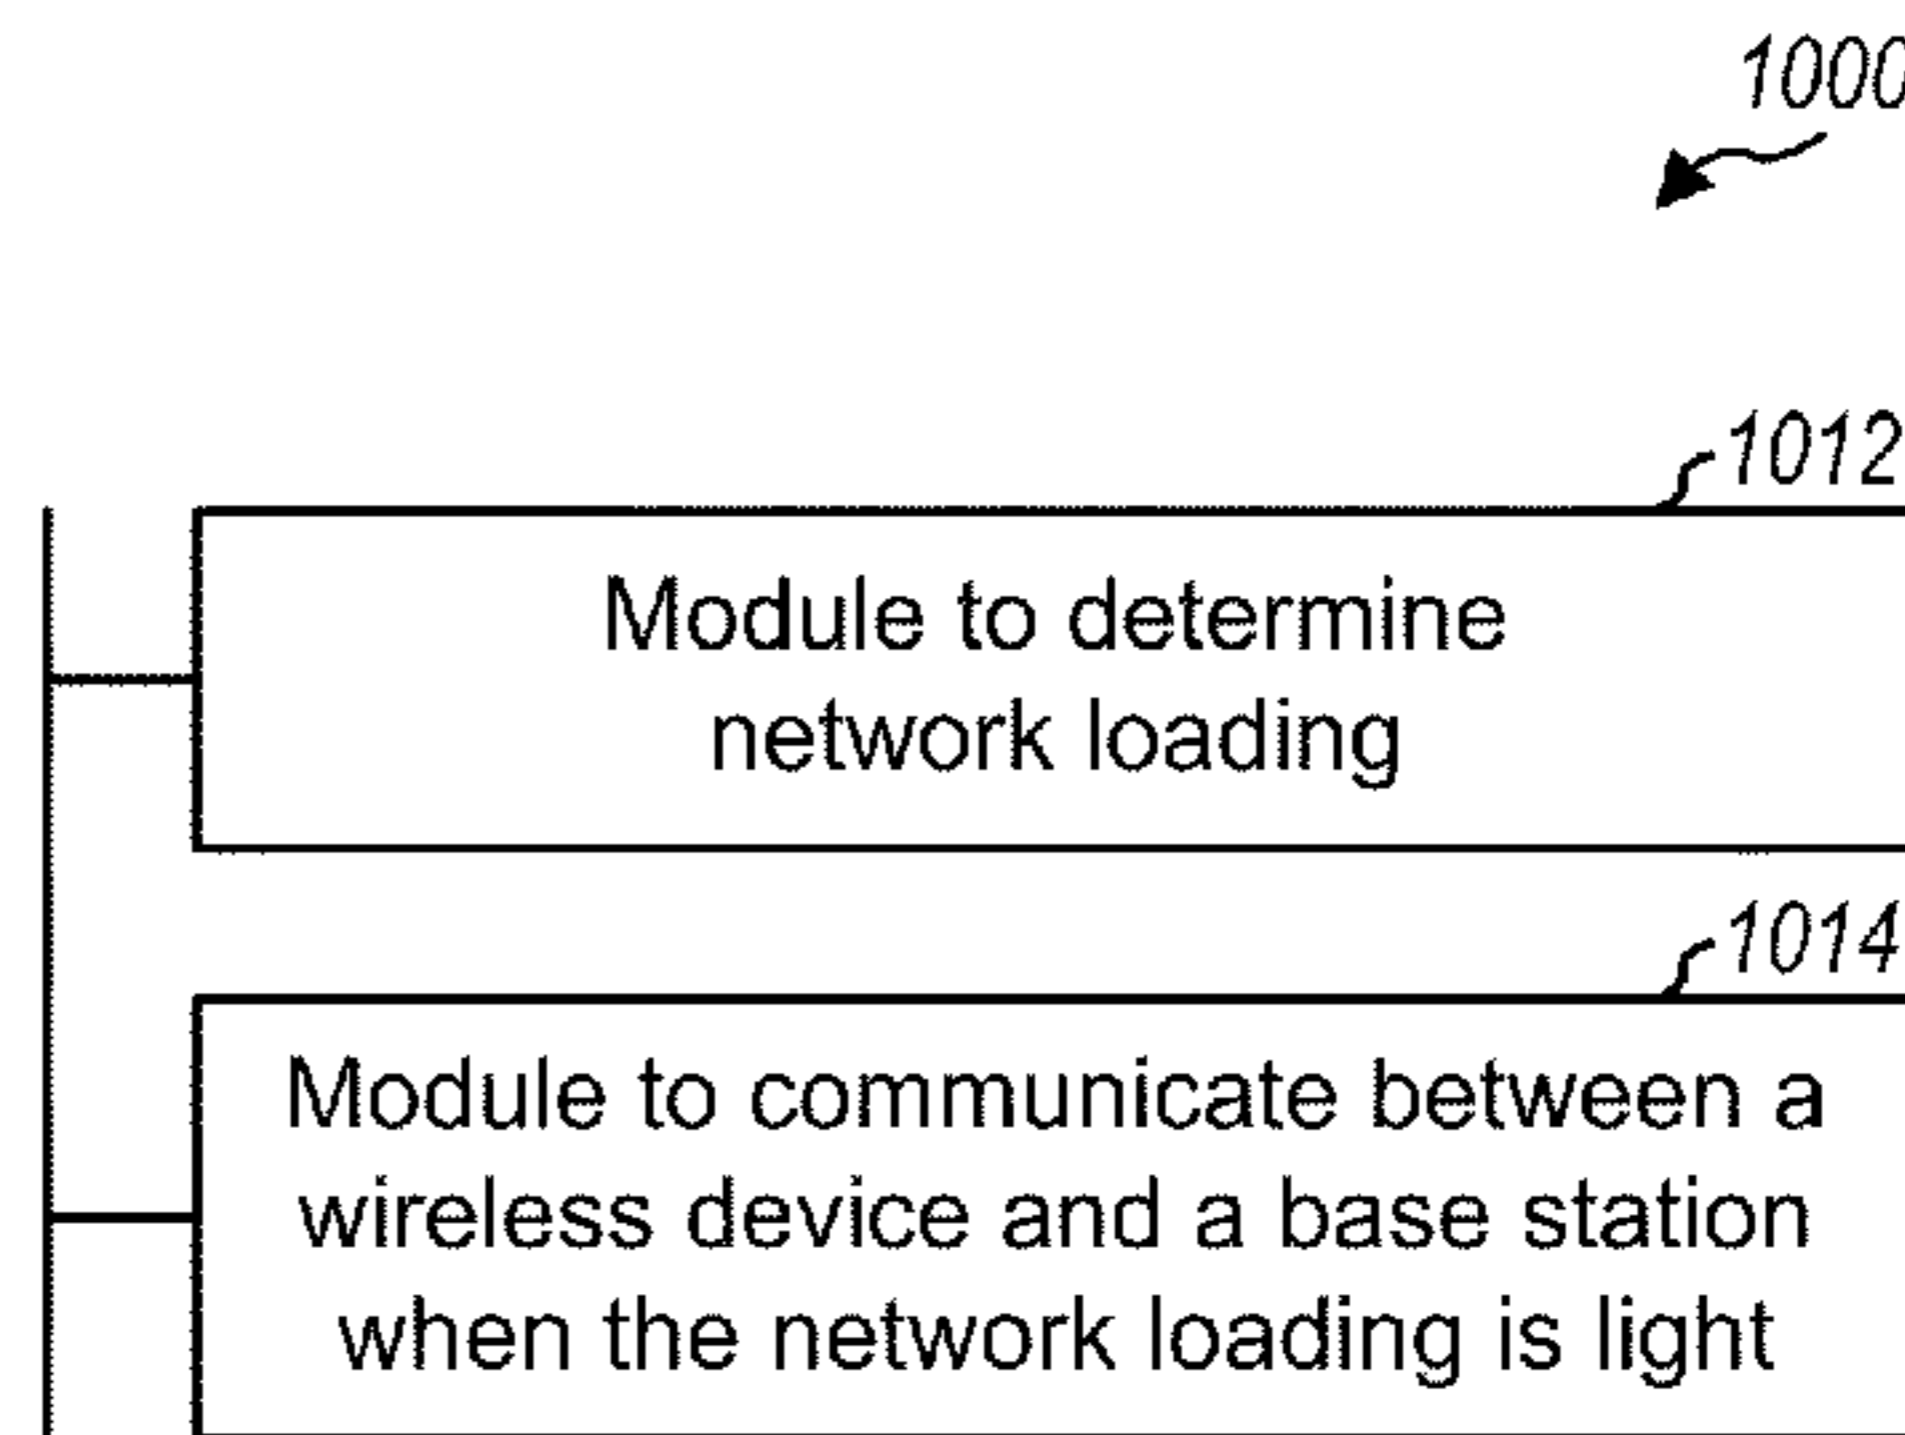 1000
1012
Module to determine
network loading
1014
Module to communicate between a
wireless device and a base station
when the network loading is light